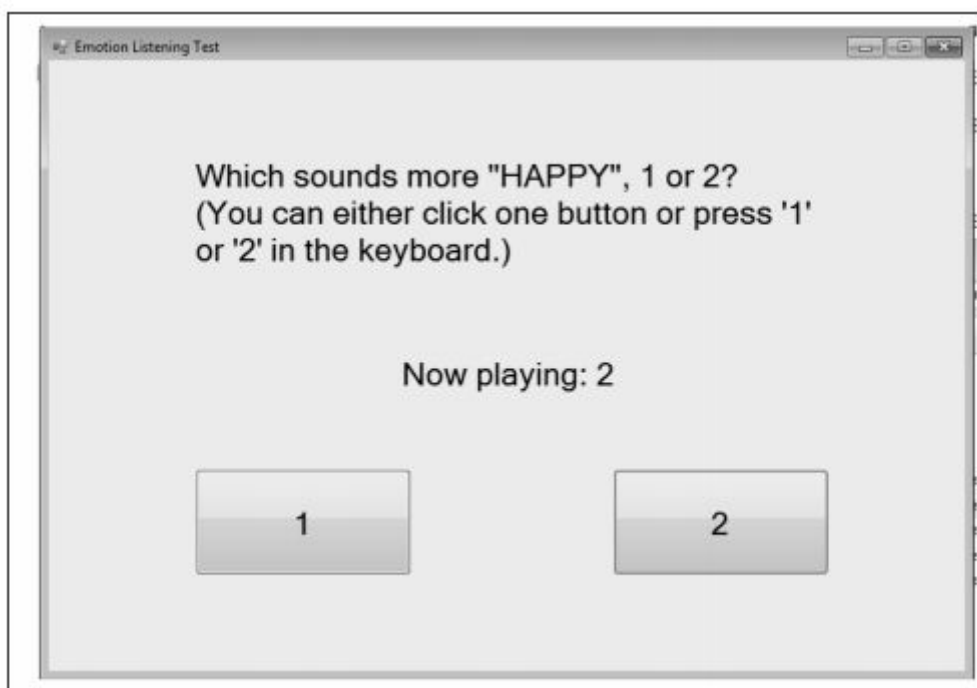 Emotion Listening Test
Which sounds more "HAPPY", 1 or 2?
(You can either click one button or press '1'
or '2' in the keyboard.)
Now playing: 2
1
2